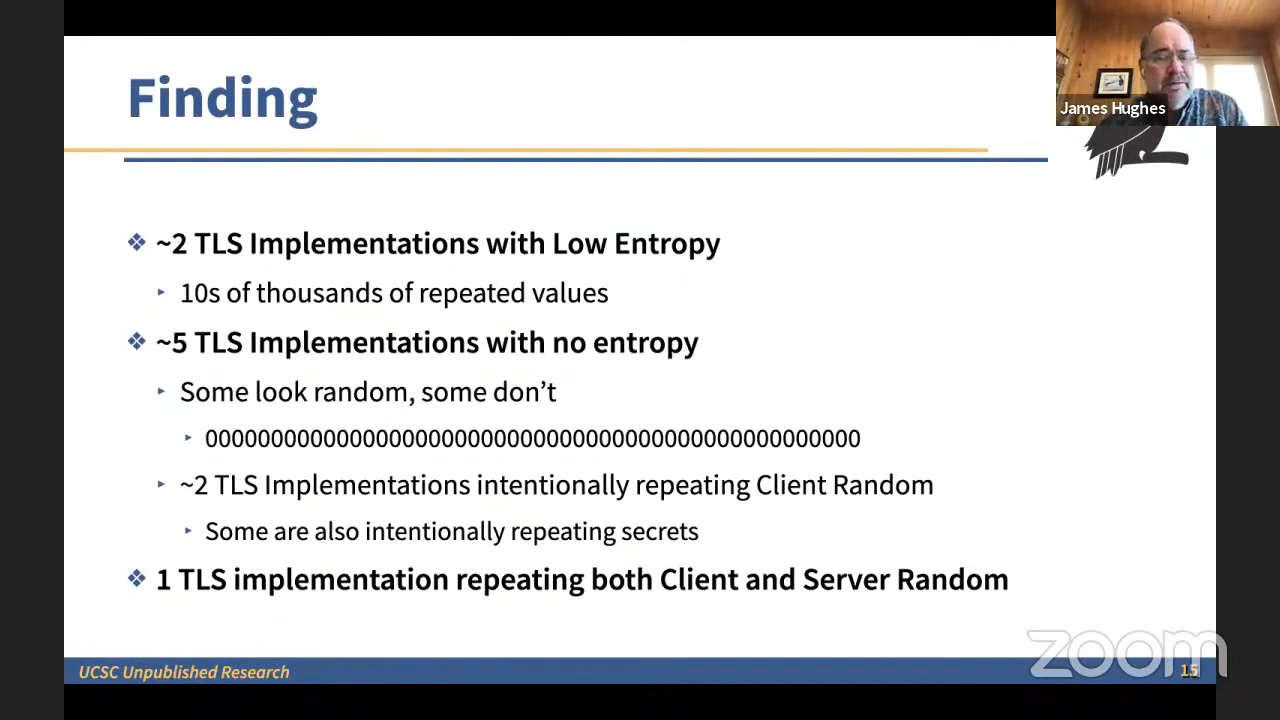 Finding
James Hughes
~2 TLS Implementations with Low Entropy
10s of thousands of repeated values
~5 TLS Implementations with no entropy
Some look random, some don’t
00000000000000000000000000000000000000000000000000
~2 TLS Implementations intentionally repeating Client Random
Some are also intentionally repeating secrets
1 TLS implementation repeating both Client and Server Random
zoom
UCSC Unpublished Research
15